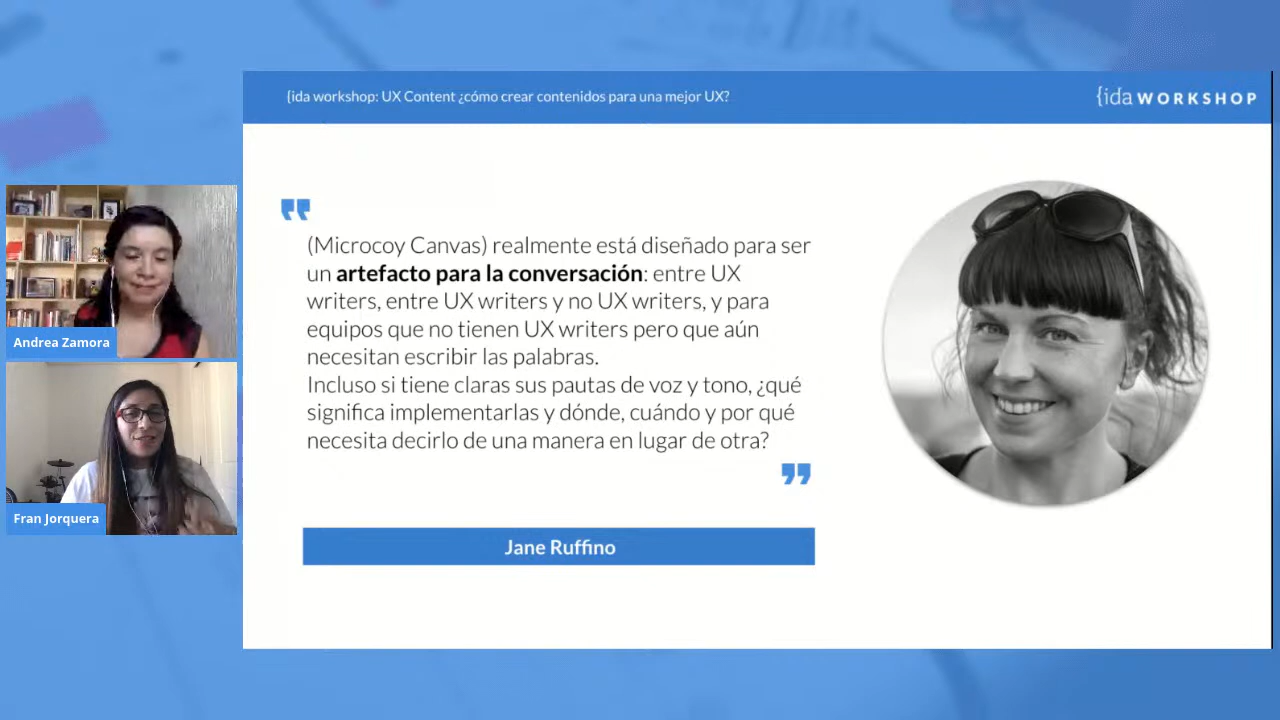 {ida workshop: UX Content ¿cómo crear contenidos para una mejor UX?
{ida WORKSHOP
(Microcoy Canvas) realmente está diseñado para ser
un artefacto para la conversación: entre UX
writers, entre UX writers y no UX writers, y para
equipos que no tienen UX writers pero que aún
necesitan escribir las palabras.
Incluso si tiene claras sus pautas de voz y tono, ¿qué
significa implementarlas y dónde, cuándo y por qué
necesita decirlo de una manera en lugar de otra?
Jane Ruffino
Andrea Zamora
Fran Jorquera